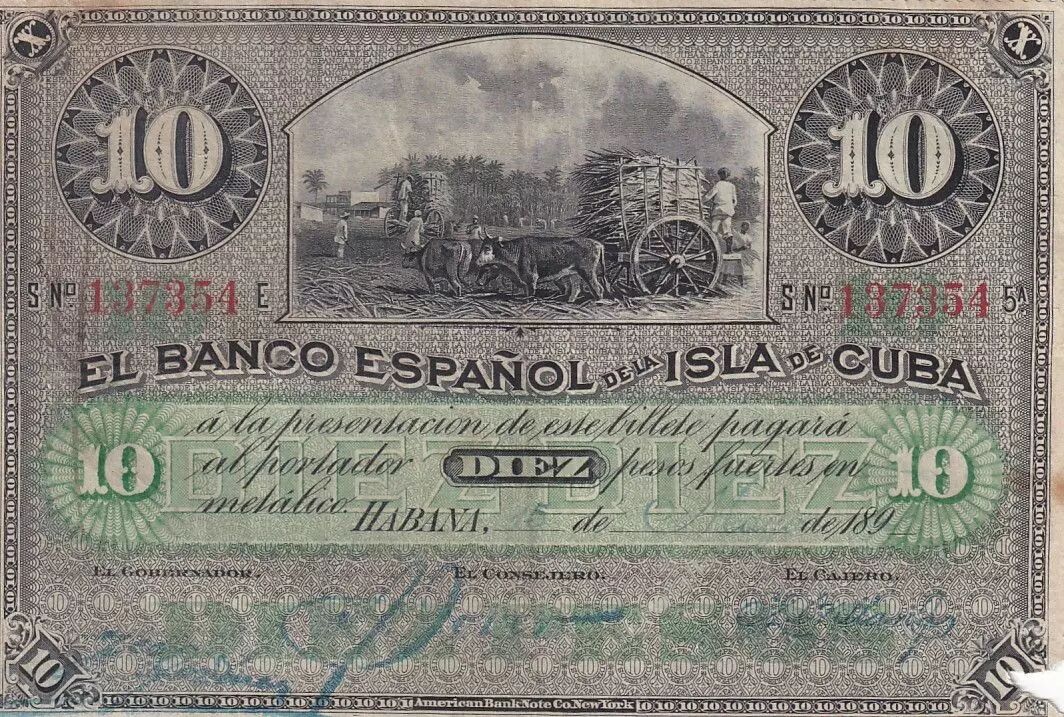 X X
10 10
S Nº 137354 E S Nº 137354 5ª
EL BANCO ESPAÑOL DE LA ISLA DE CUBA
á la presentacion de este billete pagará
10 al portador DIEZ pesos fuertes en 10
metálico. HABANA, de de 189
DIEZ DIEZ
EL GOBERNADOR. EL CONSEJERO. EL CAJERO.
10 10
American Bank Note Co. New York